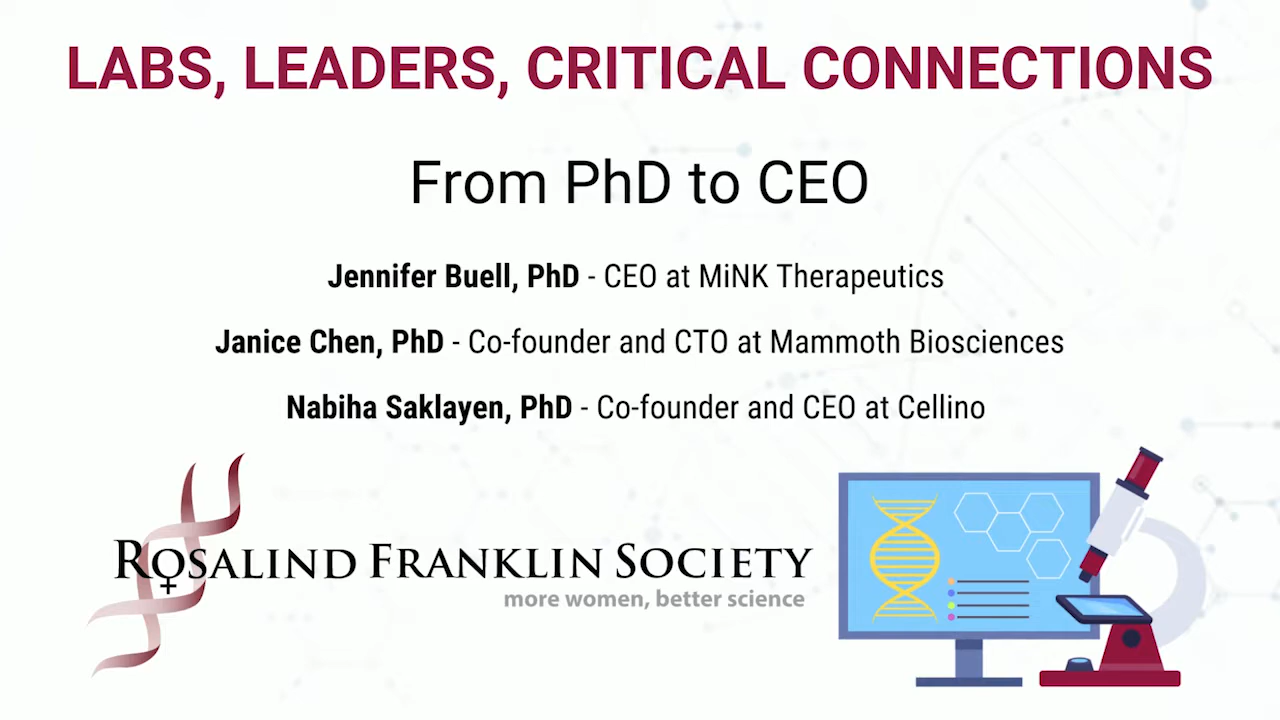 LABS, LEADERS, CRITICAL CONNECTIONS
From PhD to CEO
Jennifer Buell, PhD - CEO at MiNK Therapeutics
Janice Chen, PhD - Co-founder and CTO at Mammoth Biosciences
Nabiha Saklayen, PhD - Co-founder and CEO at Cellino
ROSALIND FRANKLIN SOCIETY
more women, better science